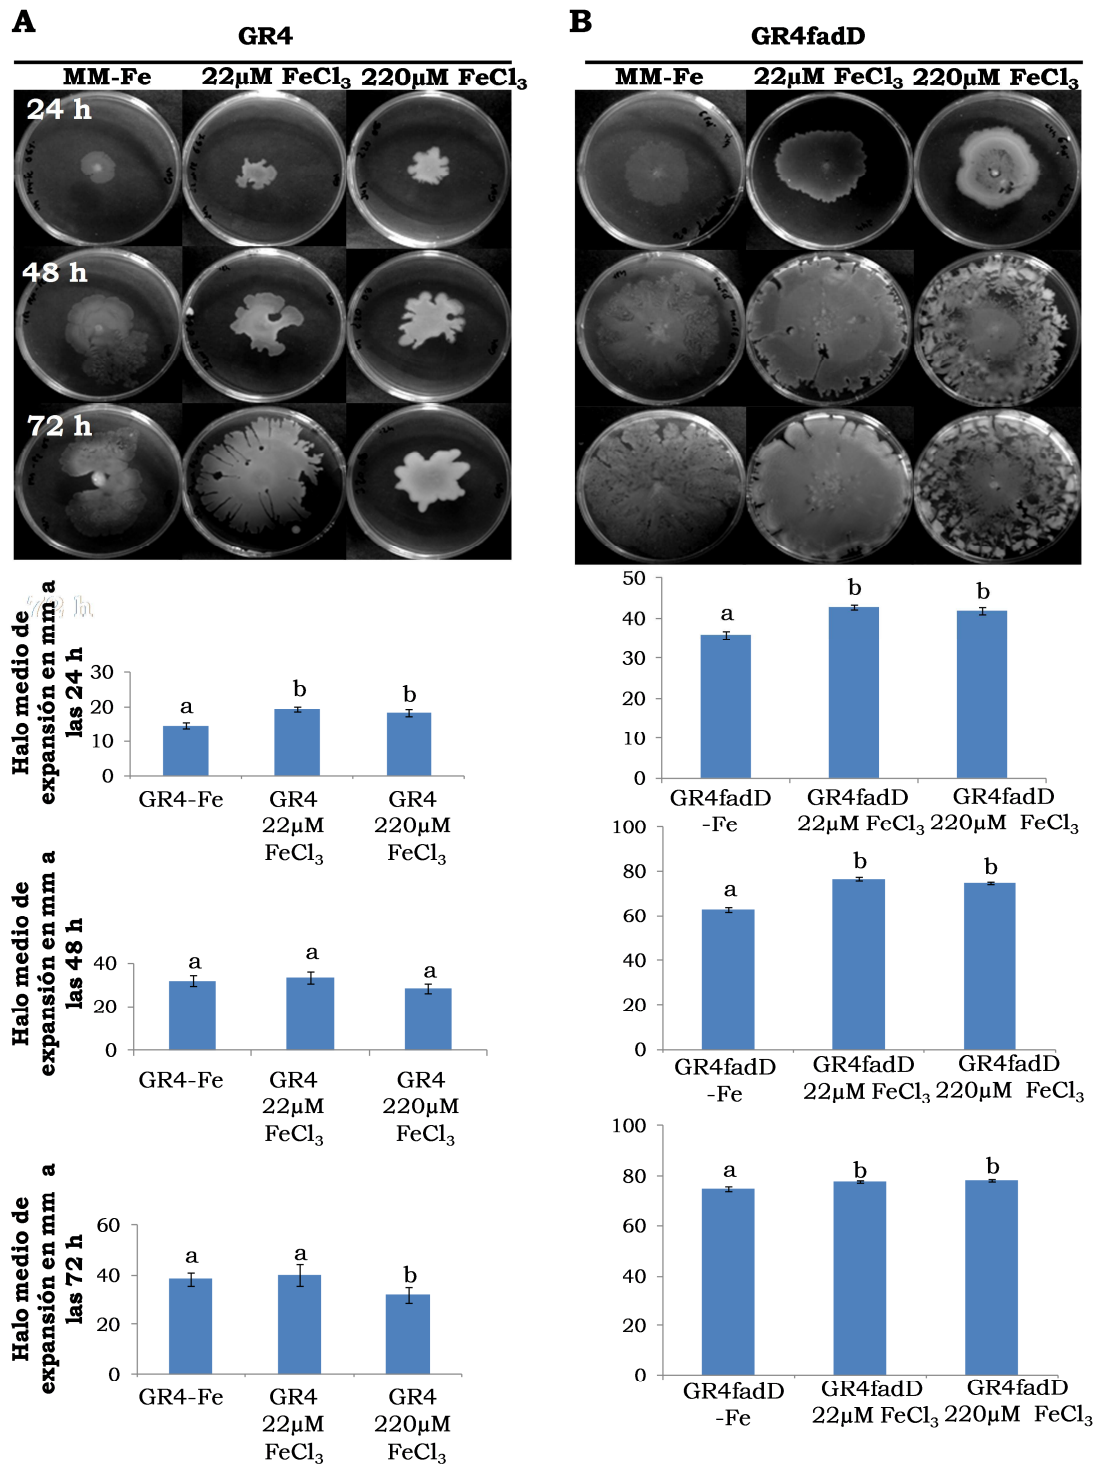 A
GR4
MM-Fe
22µM FeCl₃
220µM FeCl₃
24 h
48 h
72 h
B
GR4fadD
MM-Fe
22µM FeCl₃
220µM FeCl₃
72 h
Halo medio de
expansión en mm a
las 24 h
30
20
10
0
a
b
b
GR4-Fe
GR4
22µM
FeCl₃
GR4
220µM
FeCl₃
50
40
30
20
10
0
a
b
b
GR4fadD
-Fe
GR4fadD
22µM FeCl₃
GR4fadD
220µM FeCl₃
Halo medio de
expansión en mm a
las 48 h
40
20
0
a
a
a
GR4-Fe
GR4
22µM
FeCl₃
GR4
220µM
FeCl₃
100
80
60
40
20
0
a
b
b
GR4fadD
-Fe
GR4fadD
22µM FeCl₃
GR4fadD
220µM FeCl₃
Halo medio de
expansión en mm a
las 72 h
60
40
20
0
a
a
b
GR4-Fe
GR4
22µM
FeCl₃
GR4
220µM
FeCl₃
100
80
60
40
20
0
a
b
b
GR4fadD
-Fe
GR4fadD
22µM FeCl₃
GR4fadD
220µM FeCl₃